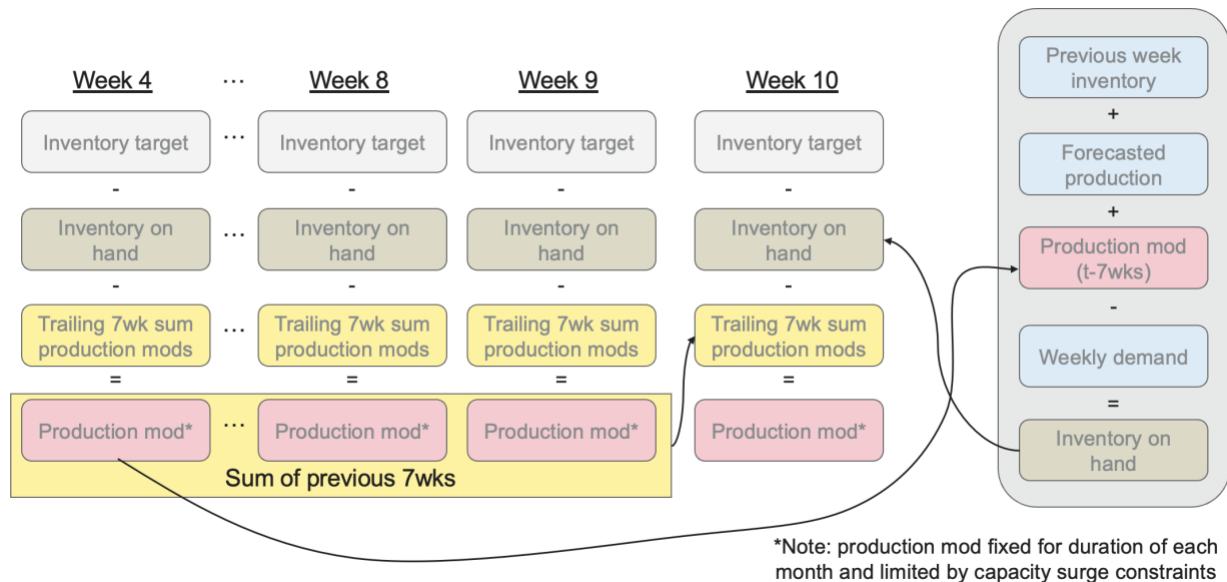 Week 4 … Week 8 Week 9 Week 10
Inventory target … Inventory target Inventory target Inventory target
- - - -
Inventory on hand … Inventory on hand Inventory on hand Inventory on hand
- - - -
Trailing 7wk sum production mods … Trailing 7wk sum production mods Trailing 7wk sum production mods Trailing 7wk sum production mods
= = = =
Production mod* … Production mod* Production mod* Production mod*
Sum of previous 7wks
Previous week
inventory
+
Forecasted
production
+
Production mod
(t-7wks)
-
Weekly demand
=
Inventory on
hand
*Note: production mod fixed for duration of each
month and limited by capacity surge constraints